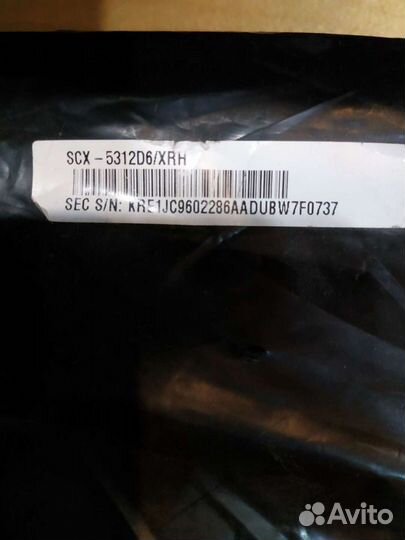 SCX-5312D6/XRH
SEC S/N: KRE1JC9602286AADUBW7F0737
Avito